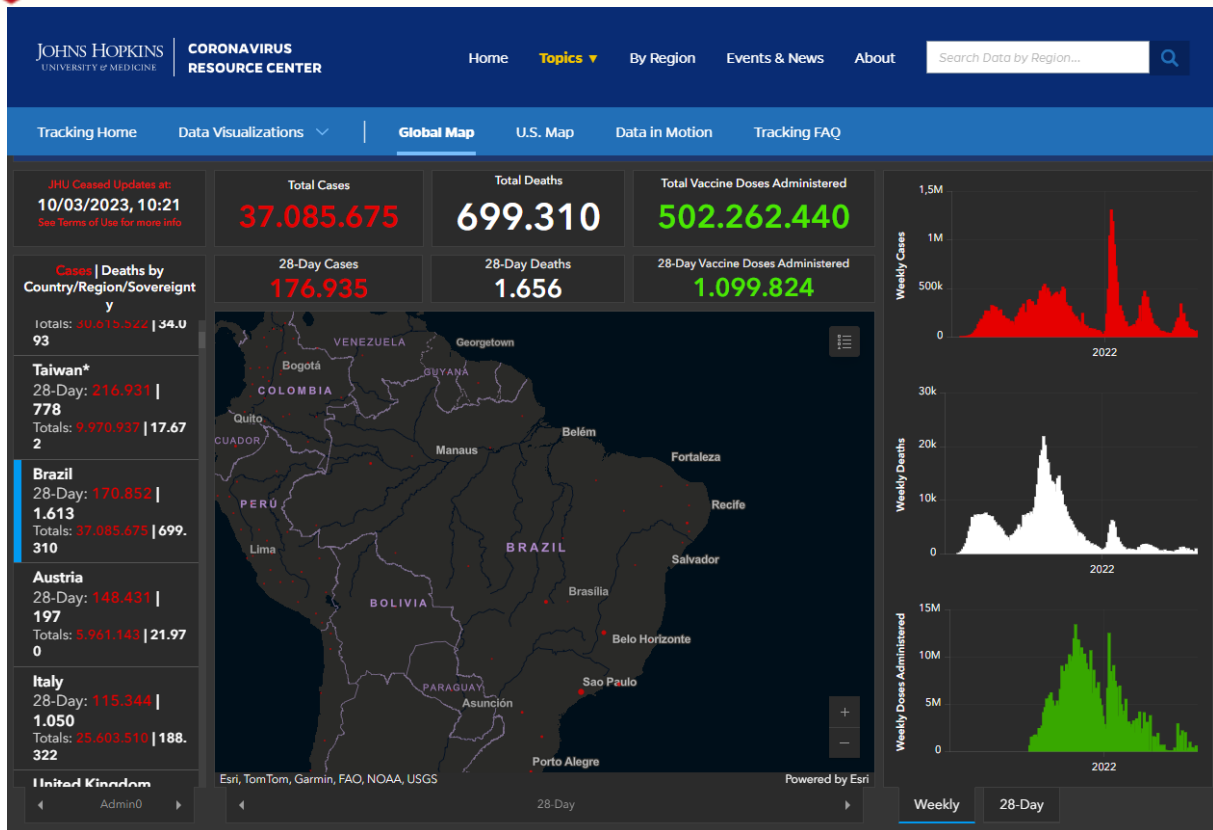 JOHNS HOPKINS
UNIVERSITY & MEDICINE
CORONAVIRUS
RESOURCE CENTER
Home
Topics ▼
By Region
Events & News
About
Search Data by Region...
Tracking Home
Data Visualizations
Global Map
U.S. Map
Data in Motion
Tracking FAQ
JHU Ceased Updates at:
10/03/2023, 10:21
See Terms of Use for more info
Total Cases
37.085.675
Total Deaths
699.310
Total Vaccine Doses Administered
502.262.440
28-Day Cases
176.935
28-Day Deaths
1.656
28-Day Vaccine Doses Administered
1.099.824
Cases | Deaths by
Country/Region/Sovereignt
y
Totals: 30.615.522 | 34.0
93
Taiwan*
28-Day: 216.931 |
778
Totals: 9.970.937 | 17.67
2
Brazil
28-Day: 170.852 |
1.613
Totals: 37.085.675 | 699.
310
Austria
28-Day: 148.431 |
197
Totals: 5.961.143 | 21.97
0
Italy
28-Day: 115.344 |
1.050
Totals: 25.603.510 | 188.
322
United Kingdom
Admin0
VENEZUELA
Georgetown
Bogotá
GUYANA
COLOMBIA
Quito
CUADOR
Belém
Manaus
Fortaleza
PERÚ
Recife
Lima
BRAZIL
Salvador
Brasília
BOLIVIA
Belo Horizonte
Sao Paulo
PARAGUAY
Asunción
Porto Alegre
Esri, TomTom, Garmin, FAO, NOAA, USGS
Powered by Esri
28-Day
Weekly Cases
1,5M
1M
500k
0
2022
Weekly Deaths
30k
20k
10k
0
2022
Weekly Doses Administered
15M
10M
5M
0
2022
Weekly
28-Day